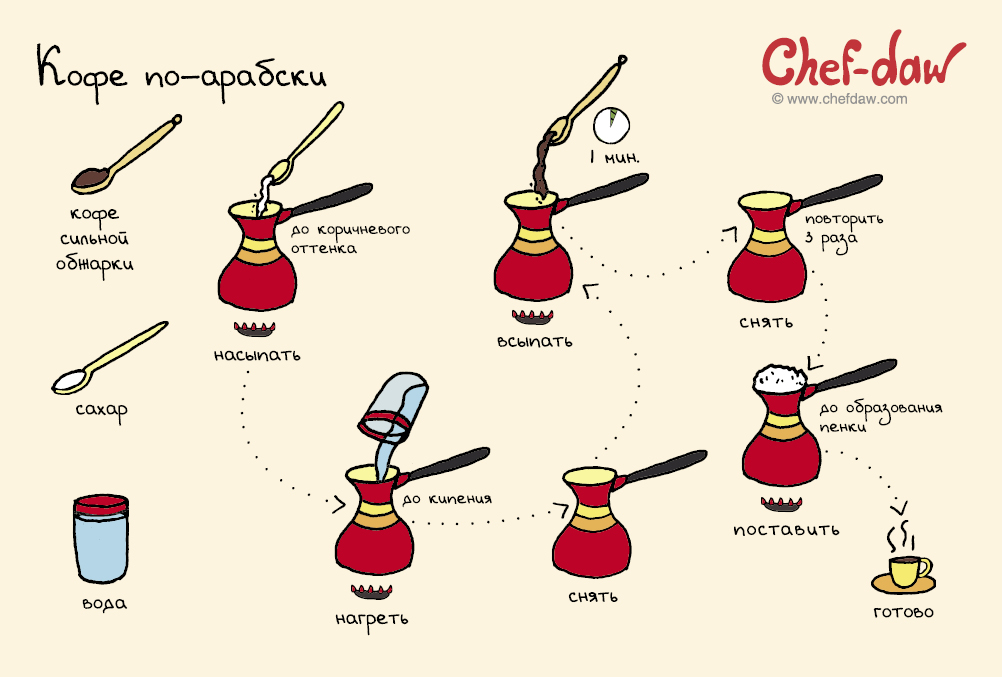 Кофе по-арабски
Chef-daw
© www.chefdaw.com
кофе
сильной
обжарки
сахар
вода
до коричневого
оттенка
насыпать
до кипения
нагреть
снять
1 мин.
всыпать
повторить
3 раза
снять
до образования
пенки
поставить
готово